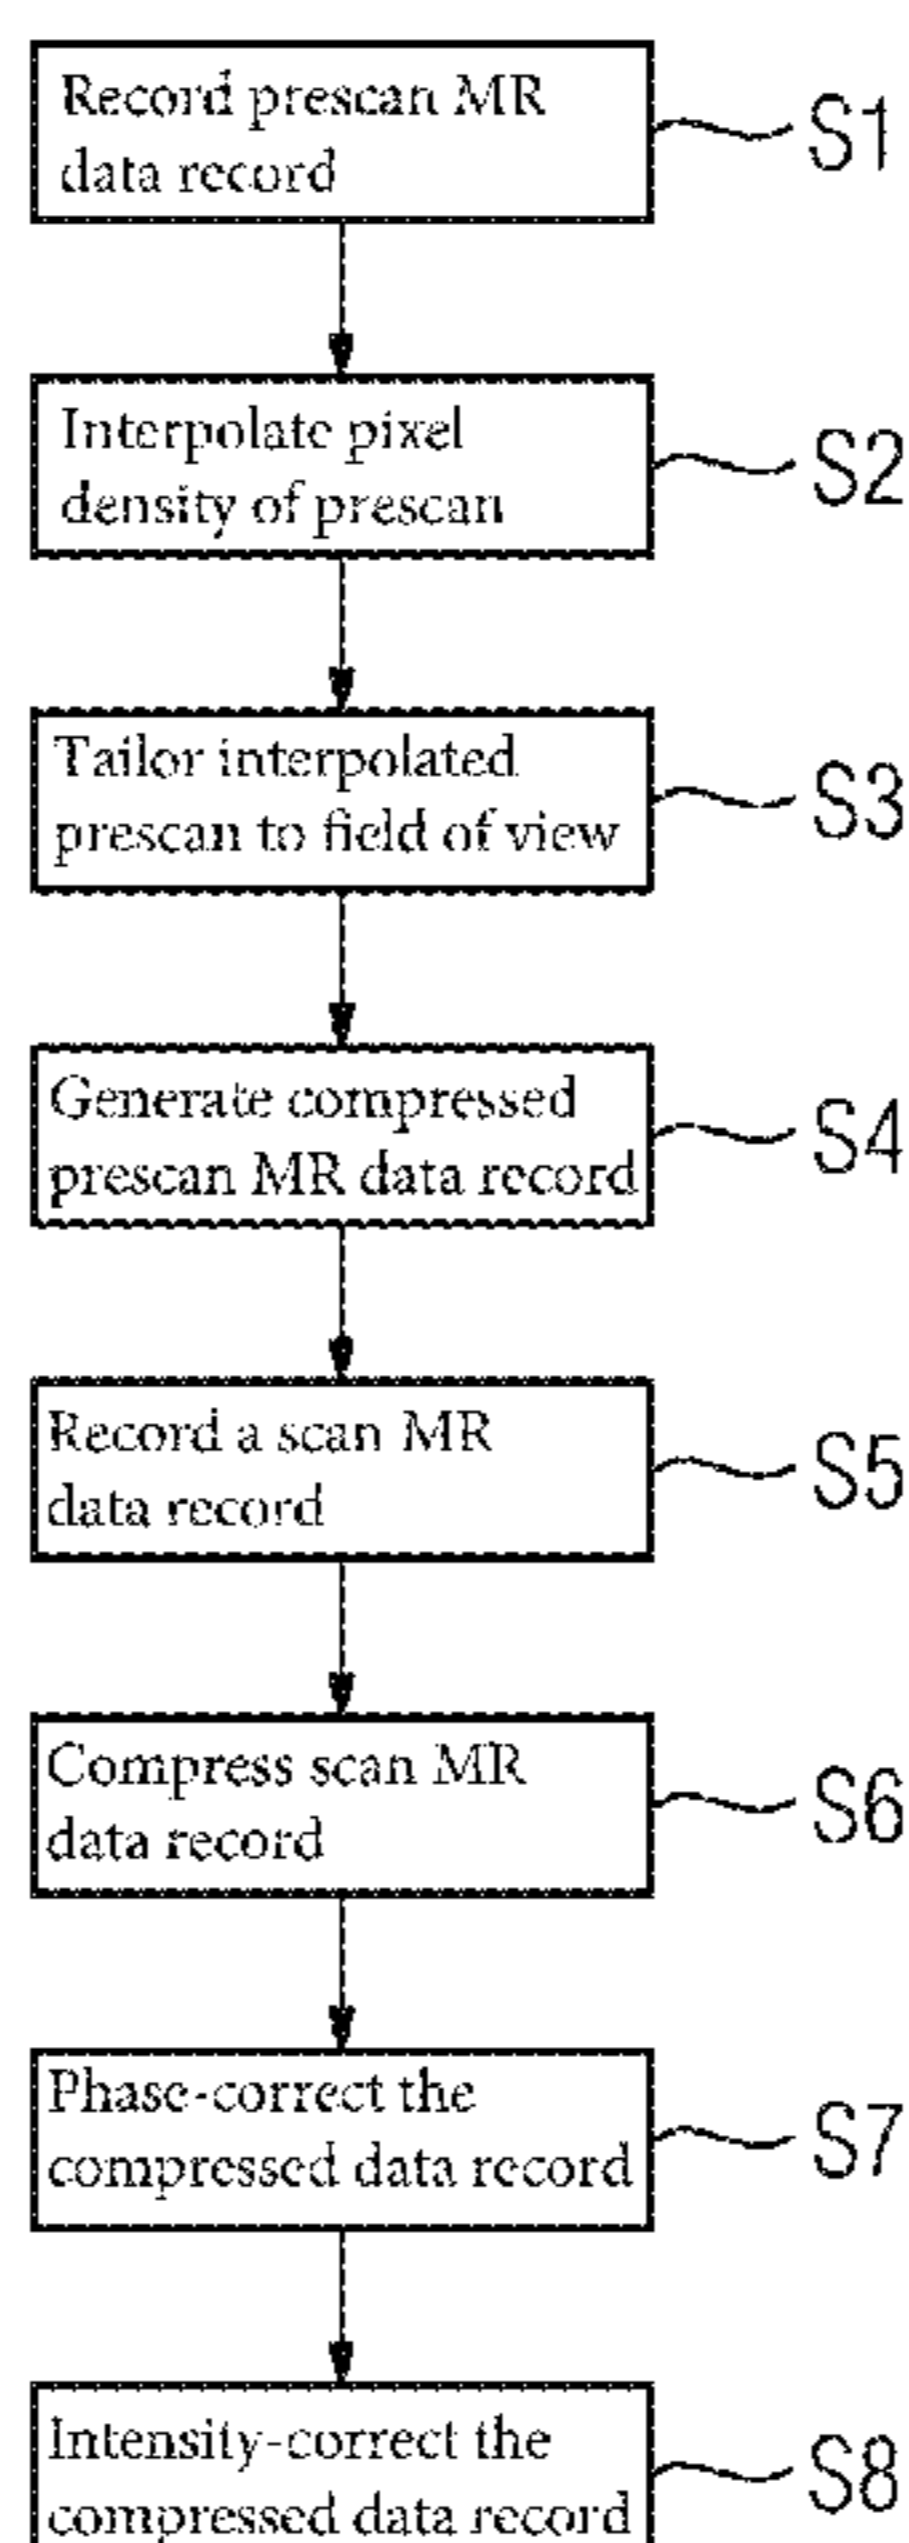 Record prescan MR
data record
S1
Interpolate pixel
density of prescan
S2
Tailor interpolated
prescan to field of view
S3
Generate compressed
prescan MR data record
S4
Record a scan MR
data record
S5
Compress scan MR
data record
S6
Phase-correct the
compressed data record
S7
Intensity-correct the
compressed data record
S8